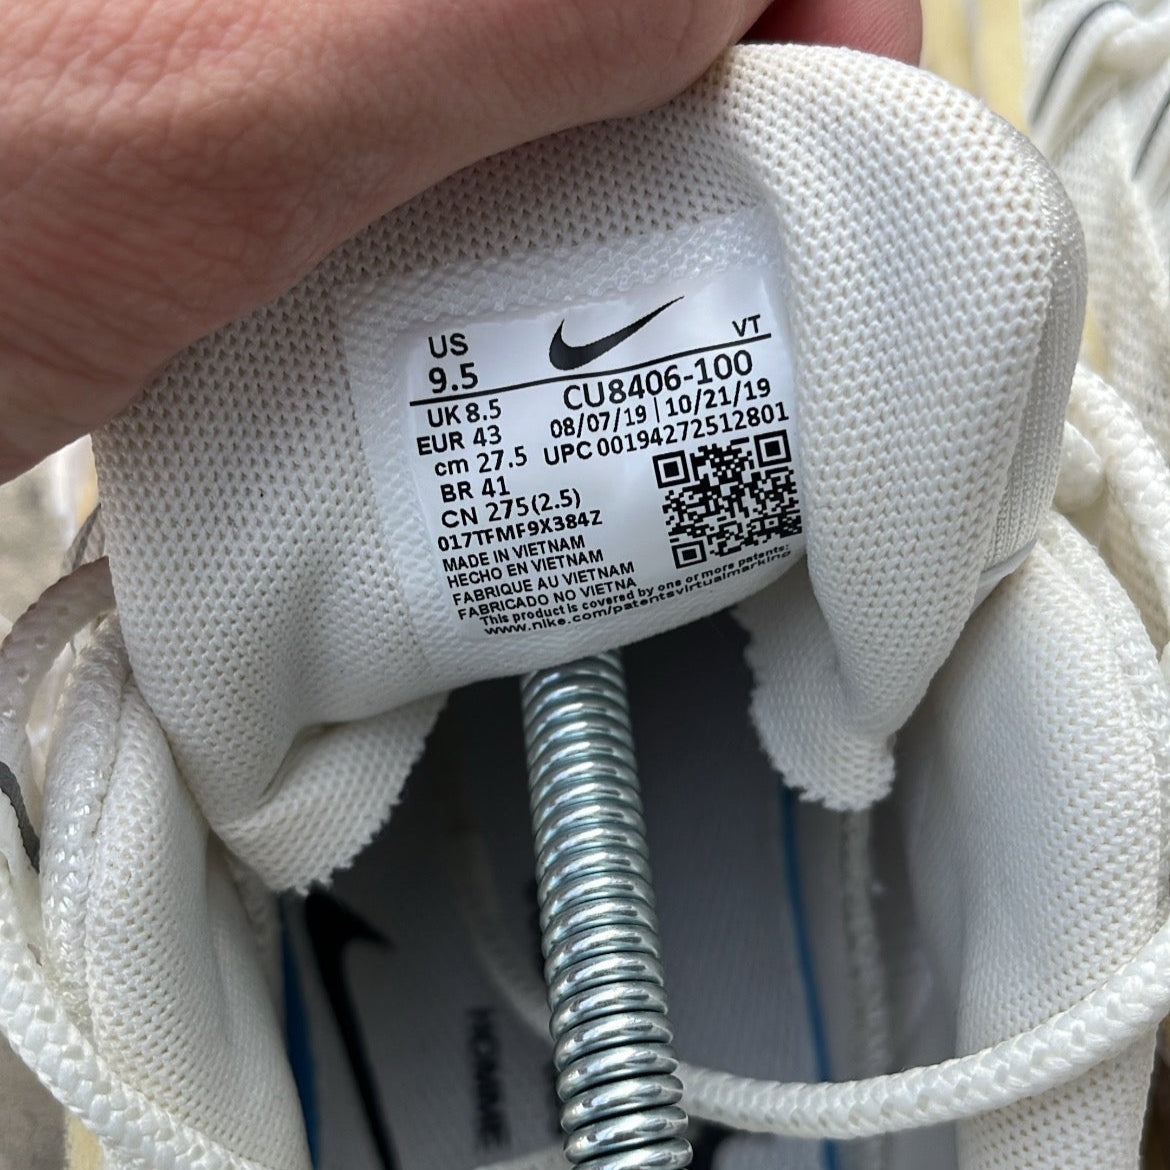 US
9.5
VT
CU8406-100
UK 8.5
08/07/19 | 10/21/19
EUR 43
UPC 00194272512801
cm 27.5
BR 41
CN 275(2.5)
017TFMF9X384Z
MADE IN VIETNAM
HECHO EN VIETNAM
FABRIQUE AU VIETNAM
FABRICADO NO VIETNA
This product is covered by one or more patents:
www.nike.com/patentsvirtualmarking
HOMME